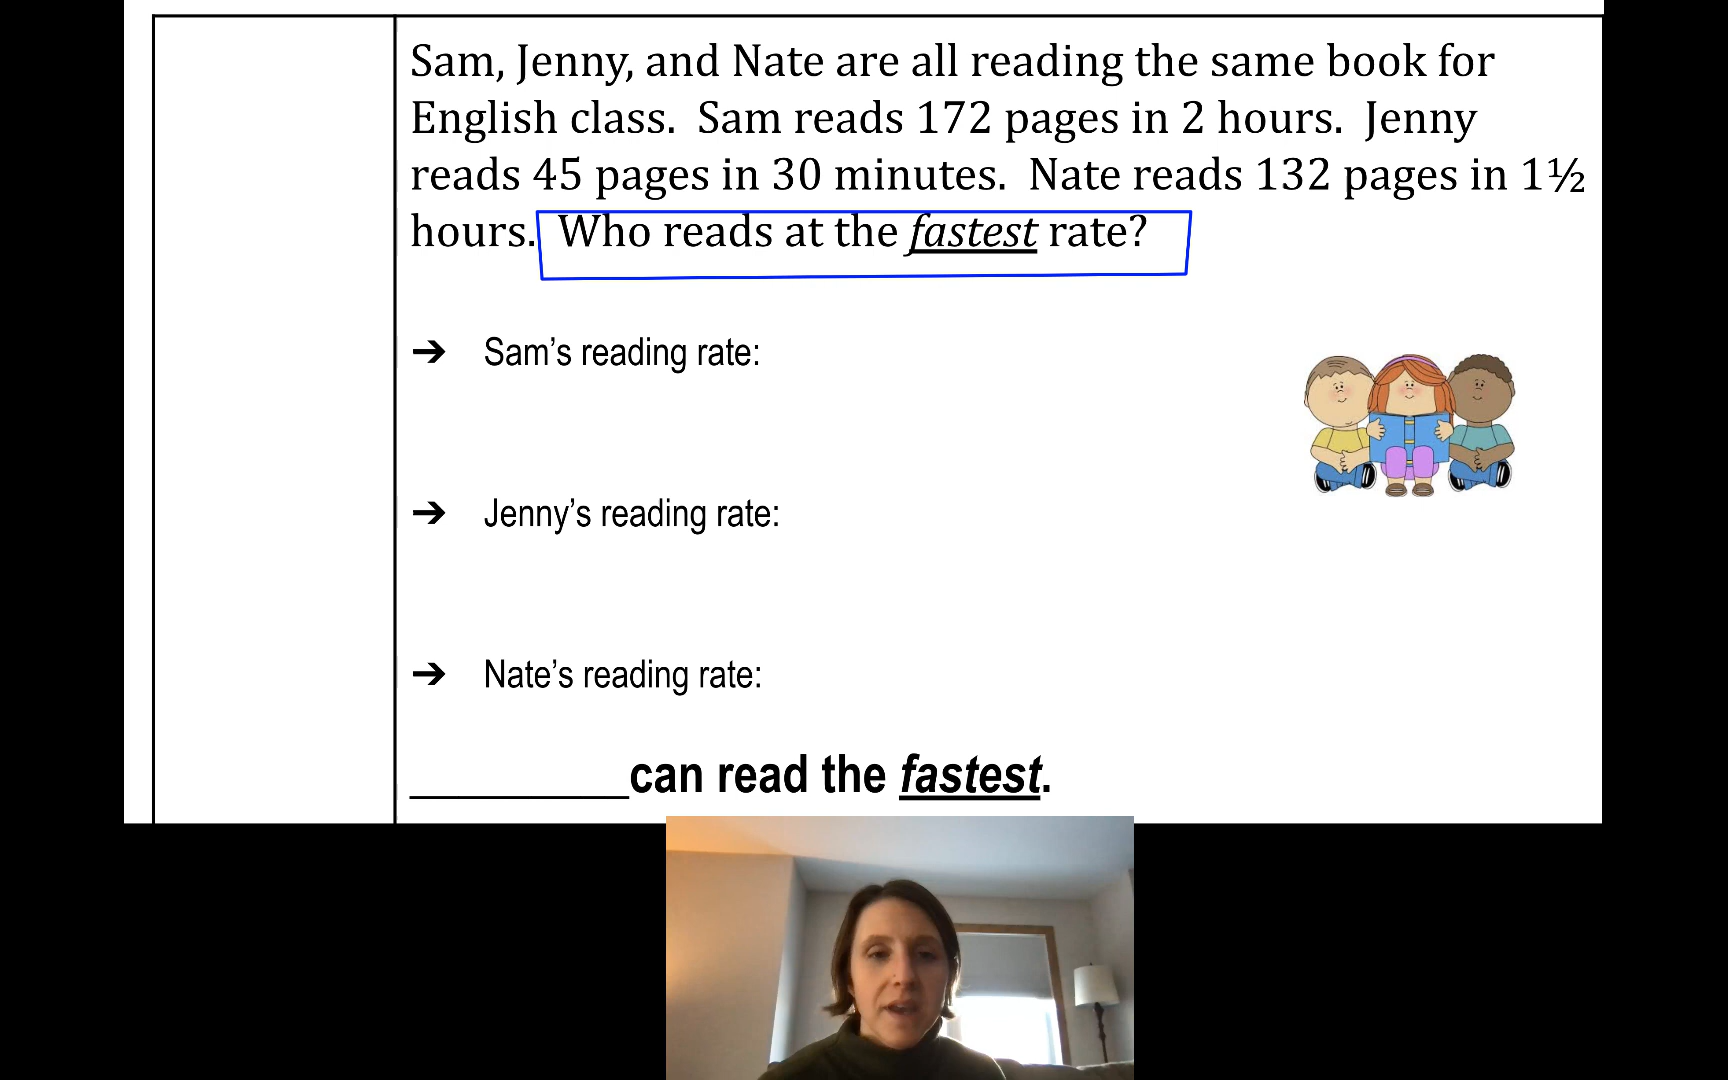 Sam, Jenny, and Nate are all reading the same book for
English class. Sam reads 172 pages in 2 hours. Jenny
reads 45 pages in 30 minutes. Nate reads 132 pages in 1½
hours. Who reads at the fastest rate?
➔ Sam’s reading rate:
➔ Jenny’s reading rate:
➔ Nate’s reading rate:
__________can read the fastest.